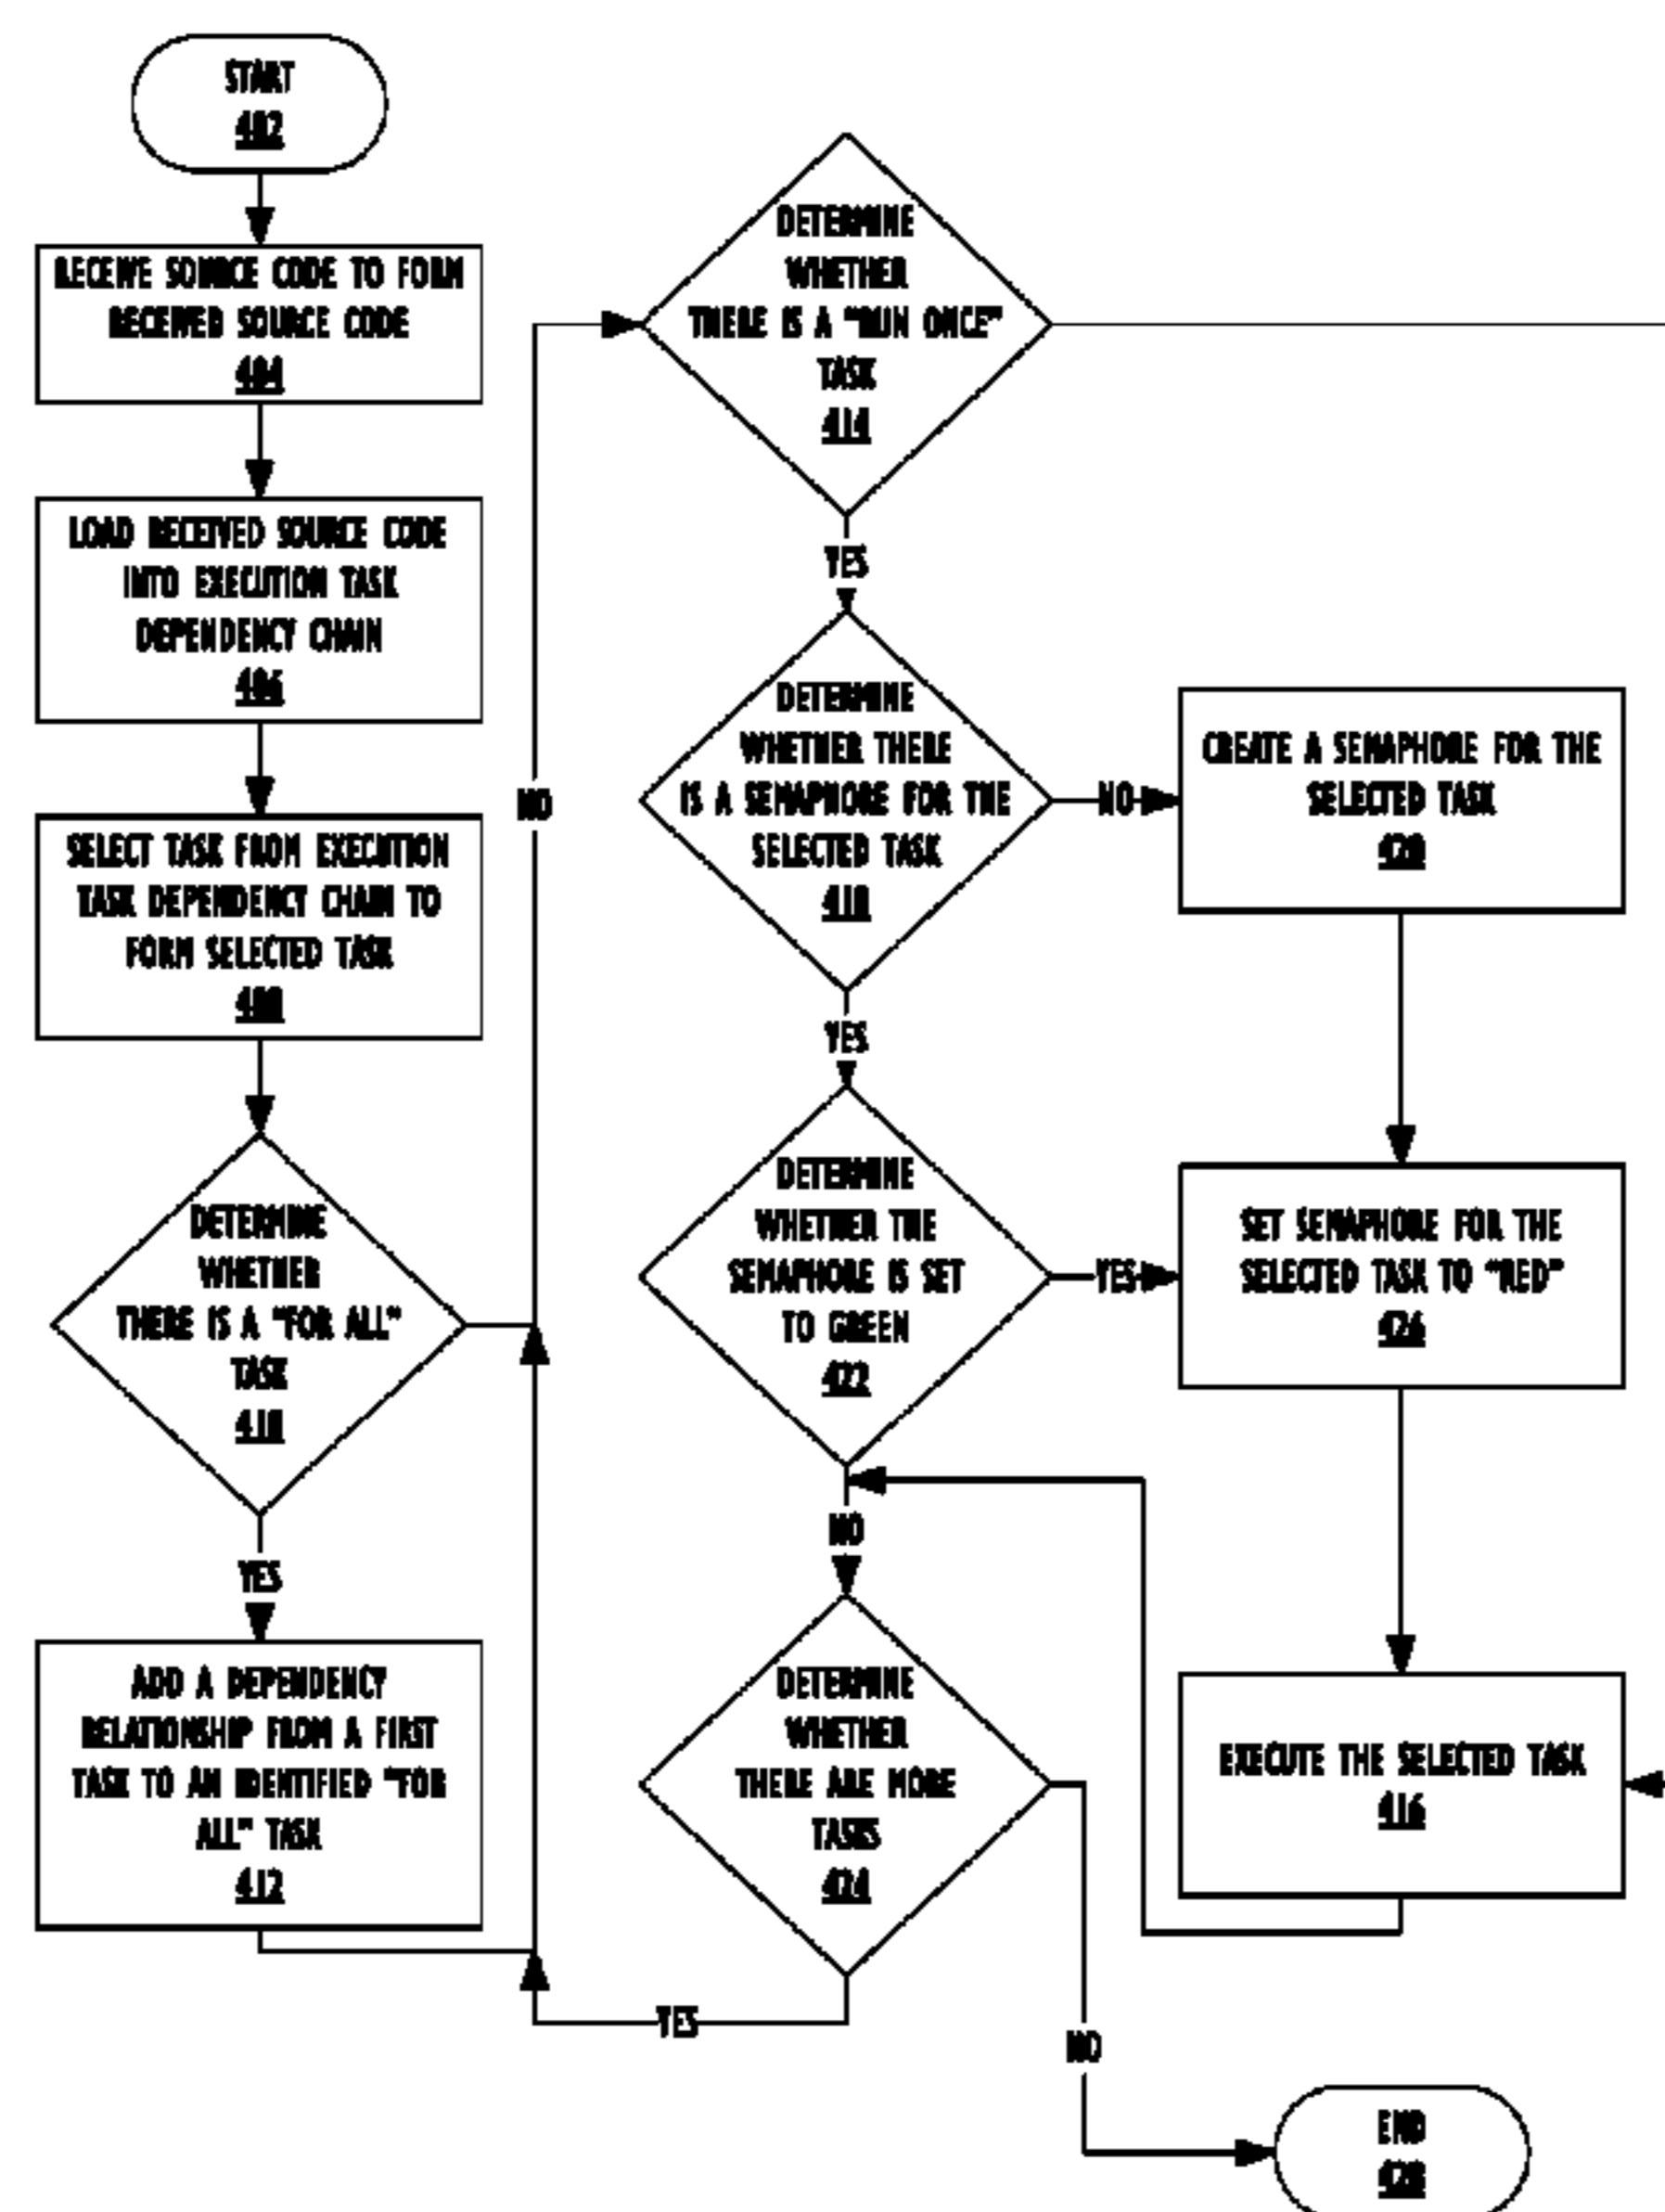 START
402
RECEIVE SOURCE CODE TO FORM
RECEIVED SOURCE CODE
404
LOAD RECEIVED SOURCE CODE
INTO EXECUTION TASK
DEPENDENCY CHAIN
406
SELECT TASK FROM EXECUTION
TASK DEPENDENCY CHAIN TO
FORM SELECTED TASK
408
DETERMINE
WHETHER
THERE IS A "FOR ALL"
TASK
410
YES
ADD A DEPENDENCY
RELATIONSHIP FROM A FIRST
TASK TO AN IDENTIFIED "FOR
ALL" TASK
412
NO
DETERMINE
WHETHER
THERE IS A "RUN ONCE"
TASK
414
YES
DETERMINE
WHETHER THERE
IS A SEMAPHORE FOR THE
SELECTED TASK
418
NO
CREATE A SEMAPHORE FOR THE
SELECTED TASK
420
YES
DETERMINE
WHETHER THE
SEMAPHORE IS SET
TO GREEN
422
YES
SET SEMAPHORE FOR THE
SELECTED TASK TO "RED"
426
NO
DETERMINE
WHETHER
THERE ARE MORE
TASKS
424
EXECUTE THE SELECTED TASK
416
YES
NO
END
428